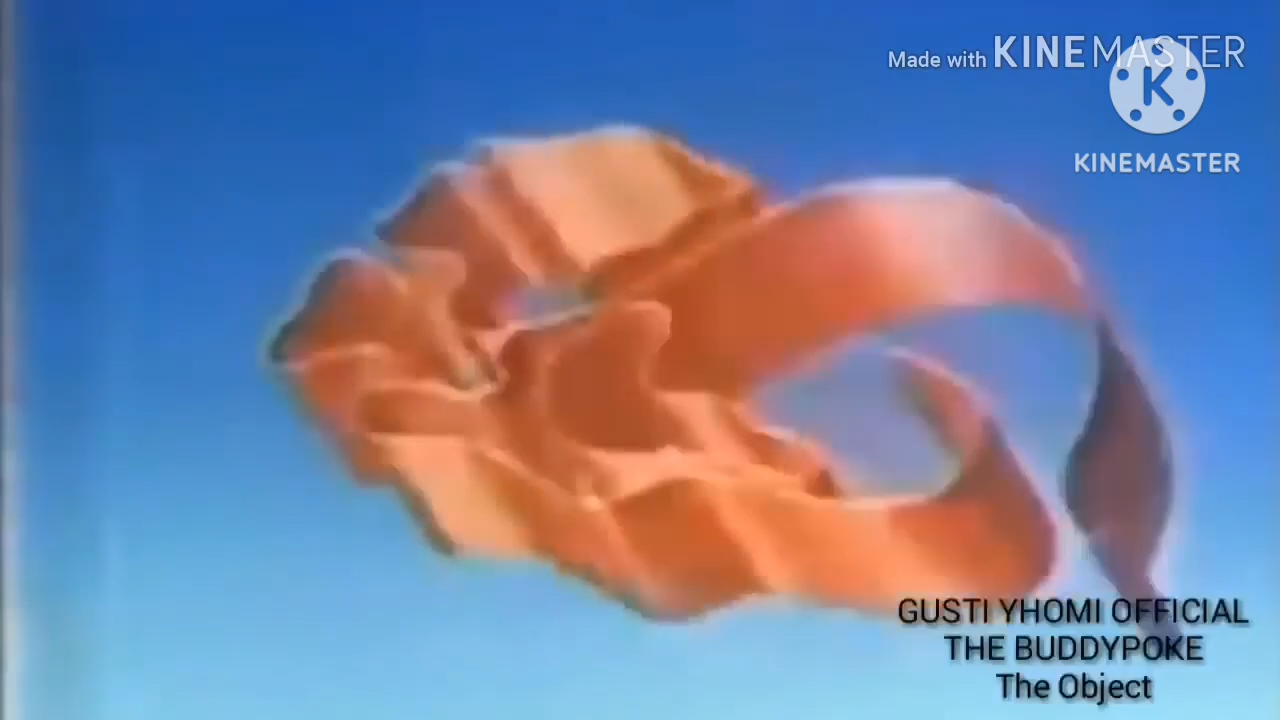 Made with KINEMASTER
K
KINEMASTER
GUSTI YHOMI OFFICIAL
THE BUDDYPOKE
The Object